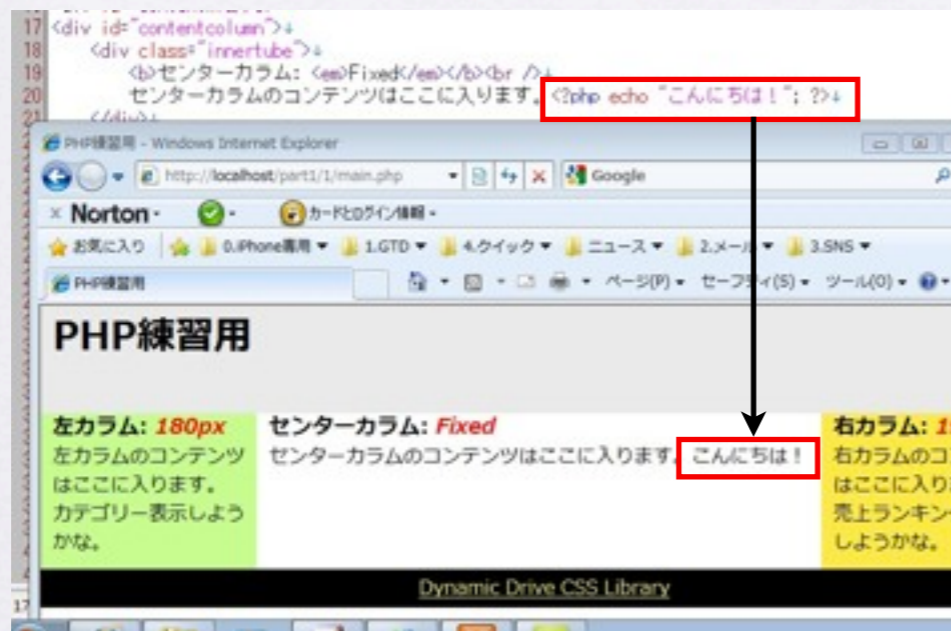 17 <div id="contentcolumn">↓
18 <div class="innertube">↓
19 <b>センターカラム: <em>Fixed</em></b><br />↓
20 センターカラムのコンテンツはここに入ります。<?php echo "こんにちは！"; ?>↓
21 </div>↓
PHP練習用 - Windows Internet Explorer
http://localhost/part1/1/main.php Google
× Norton カードとログイン情報
お気に入り 0.iPhone専用 1.GTD 4.クイック ニュース 2.メール 3.SNS
PHP練習用 ページ(P) セーフティ(S) ツール(O)
PHP練習用
左カラム: 180px
左カラムのコンテンツ
はここに入ります。
カテゴリー表示しよう
かな。
センターカラム: Fixed
センターカラムのコンテンツはここに入ります。 こんにちは！
右カラム: 1
右カラムのコ
はここに入り
売上ランキン
しようかな。
Dynamic Drive CSS Library
17